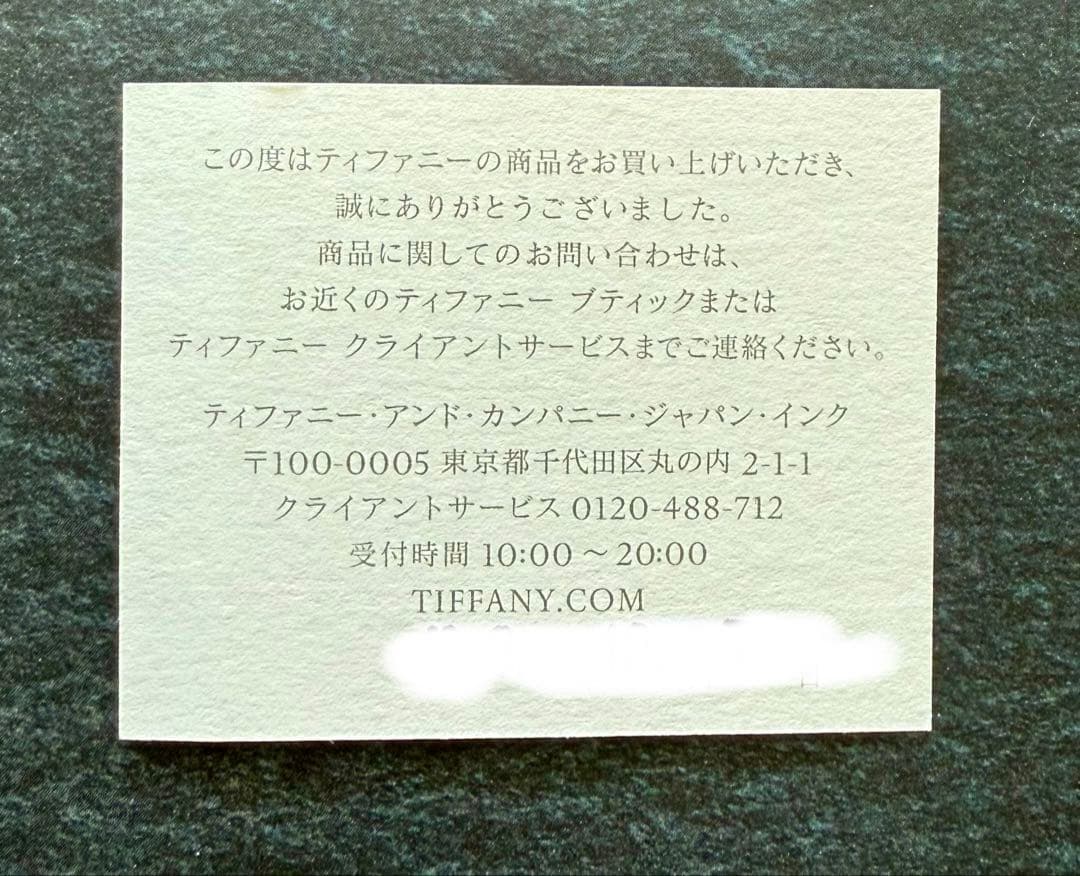 この度はティファニーの商品をお買い上げいただき、
誠にありがとうございました。
商品に関してのお問い合わせは、
お近くのティファニー ブティックまたは
ティファニー クライアントサービスまでご連絡ください。
ティファニー・アンド・カンパニー・ジャパン・インク
〒100-0005 東京都千代田区丸の内 2-1-1
クライアントサービス 0120-488-712
受付時間 10:00 〜 20:00
TIFFANY.COM